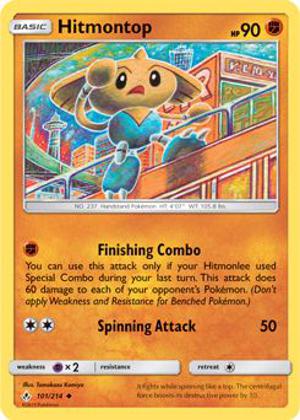 BASIC Hitmontop HP 90
NO. 237 Handstand Pokémon HT: 4'07" WT: 105.8 lbs.
Finishing Combo
You can use this attack only if your Hitmonlee used
Special Combo during your last turn. This attack does
60 damage to each of your opponent's Pokémon. (Don't
apply Weakness and Resistance for Benched Pokémon.)
Spinning Attack 50
weakness ×2 resistance retreat
Illus. Tomokazu Komiya
101/214
©2019 Pokémon
It fights while spinning like a top. The centrifugal
force boosts its destructive power by 10.